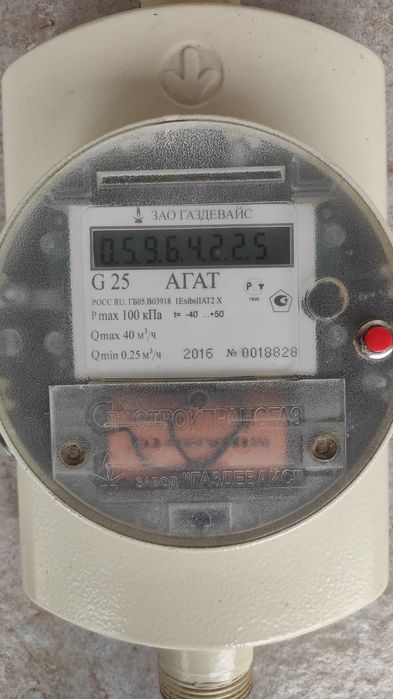 ЗАО ГАЗДЕВАЙС
0.5.9.6.4.2.2.5
G 25 АГАТ
РОСС RU. ГБ05.В03918 1ExibsIIAT2 X
P max 100 кПа t= -40 ...+50
Qmax 40 м³/ч
Qmin 0.25 м³/ч 2016 № 0018828
СТРОЙТРАНСГАЗ
ЗАВОД "ГАЗДЕВАЙС"